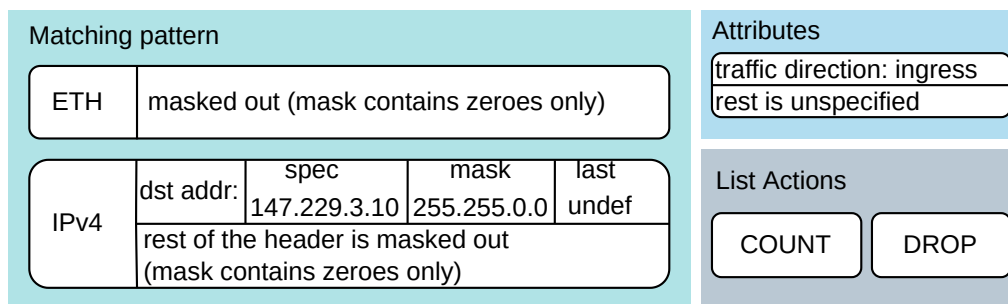 Matching pattern
ETH masked out (mask contains zeroes only)
IPv4
dst addr:
spec mask last
147.229.3.10 255.255.0.0 undef
rest of the header is masked out
(mask contains zeroes only)
Attributes
traffic direction: ingress
rest is unspecified
List Actions
COUNT DROP